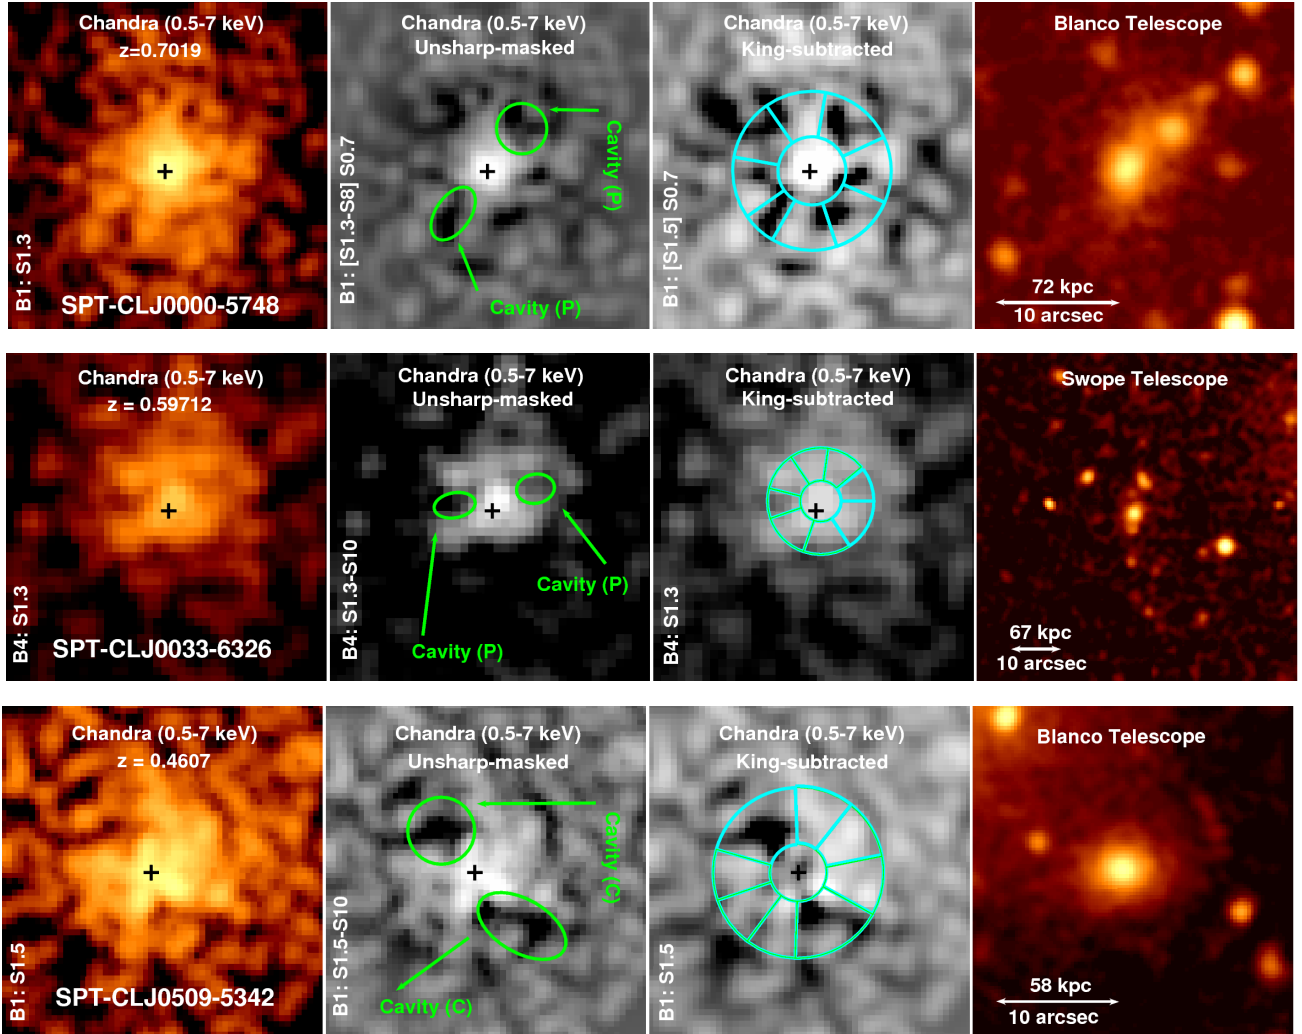 Chandra (0.5-7 keV)
z=0.7019
B1: S1.3
SPT-CLJ0000-5748
Chandra (0.5-7 keV)
Unsharp-masked
B1: [S1.3-S8] S0.7
Cavity (P)
Cavity (P)
Chandra (0.5-7 keV)
King-subtracted
B1: [S1.5] S0.7
Blanco Telescope
72 kpc
10 arcsec
Chandra (0.5-7 keV)
z = 0.59712
B4: S1.3
SPT-CLJ0033-6326
Chandra (0.5-7 keV)
Unsharp-masked
B4: S1.3-S10
Cavity (P)
Cavity (P)
Chandra (0.5-7 keV)
King-subtracted
B4: S1.3
Swope Telescope
67 kpc
10 arcsec
Chandra (0.5-7 keV)
z = 0.4607
B1: S1.5
SPT-CLJ0509-5342
Chandra (0.5-7 keV)
Unsharp-masked
B1: S1.5-S10
Cavity (C)
Cavity (C)
Chandra (0.5-7 keV)
King-subtracted
B1: S1.5
Blanco Telescope
58 kpc
10 arcsec